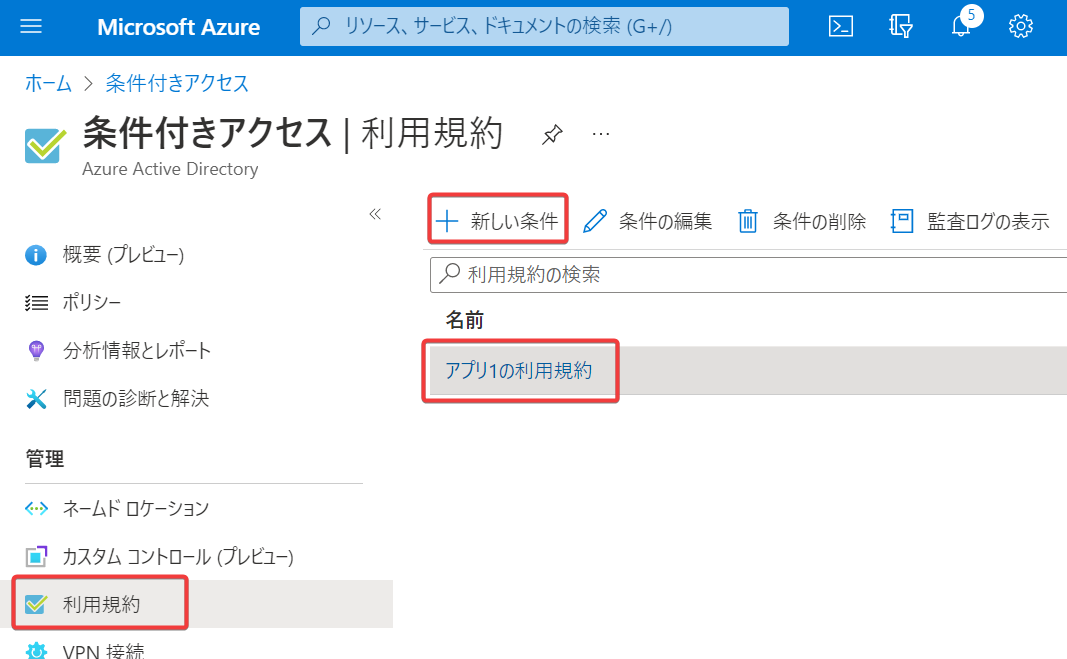 Microsoft Azure
リソース、サービス、ドキュメントの検索 (G+/)
5
ホーム > 条件付きアクセス
条件付きアクセス | 利用規約 ...
Azure Active Directory
«
+ 新しい条件 条件の編集 条件の削除 監査ログの表示
概要 (プレビュー)
ポリシー
分析情報とレポート
問題の診断と解決
管理
ネームド ロケーション
カスタム コントロール (プレビュー)
利用規約
VPN 接続
利用規約の検索
名前
アプリ1の利用規約